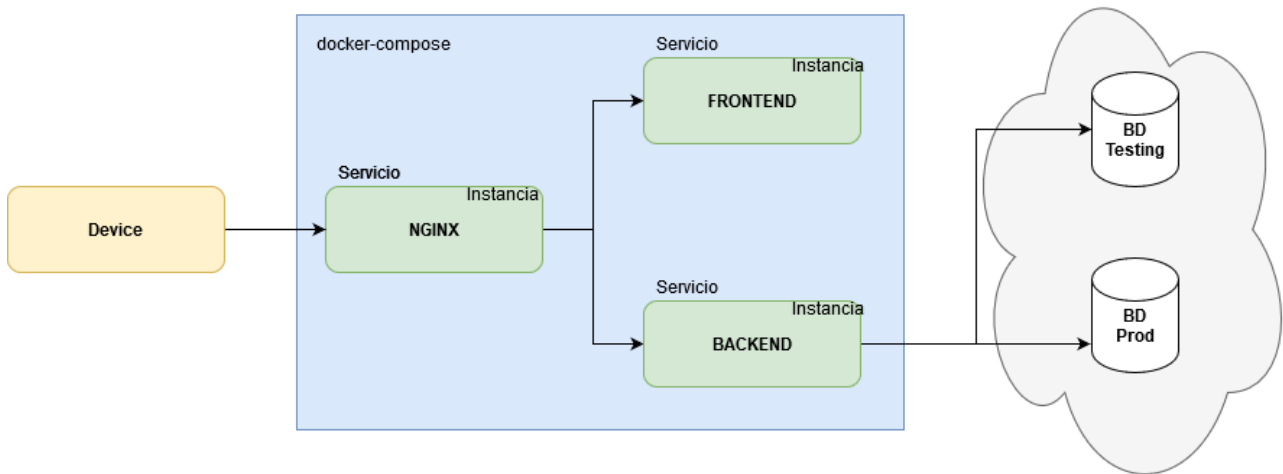 docker-compose
Servicio
Instancia
FRONTEND
Servicio
Instancia
NGINX
Device
Servicio
Instancia
BACKEND
BD
Testing
BD
Prod